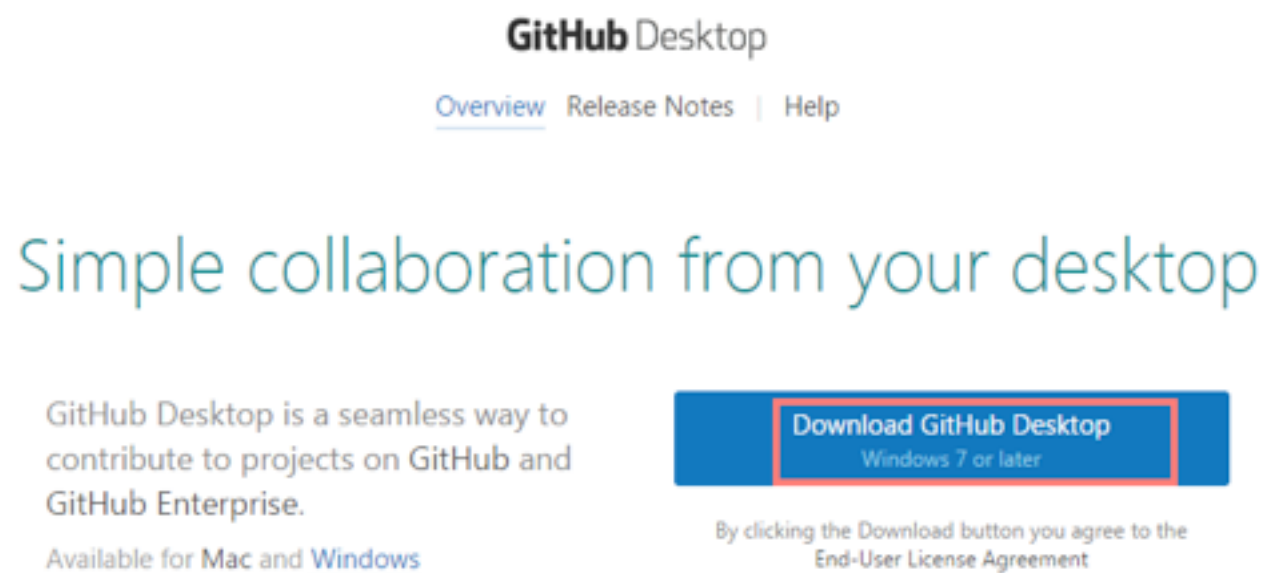 GitHub Desktop
Overview Release Notes | Help
Simple collaboration from your desktop
GitHub Desktop is a seamless way to
contribute to projects on GitHub and
GitHub Enterprise.
Available for Mac and Windows
Download GitHub Desktop
Windows 7 or later
By clicking the Download button you agree to the
End-User License Agreement